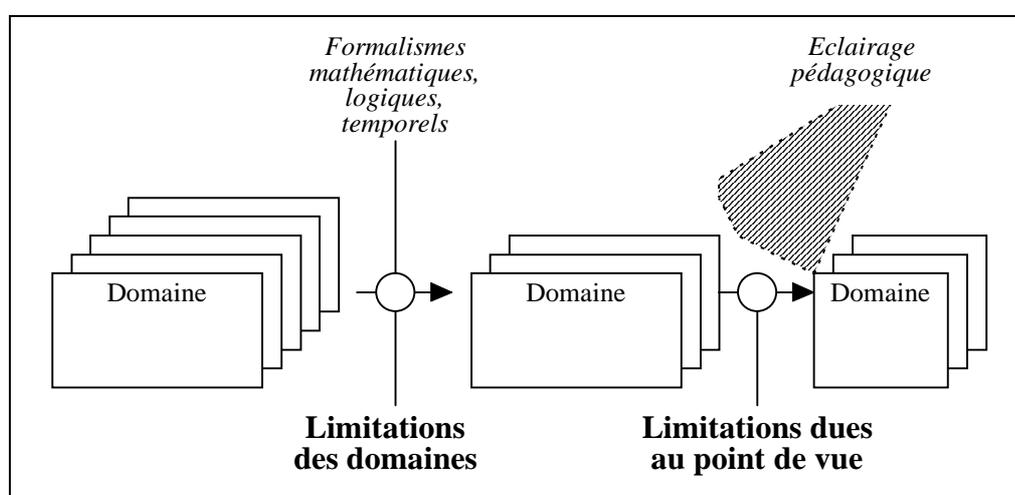 Formalismes
mathématiques,
logiques,
temporels
Eclairage
pédagogique
Domaine
Domaine
Domaine
Limitations
des domaines
Limitations dues
au point de vue